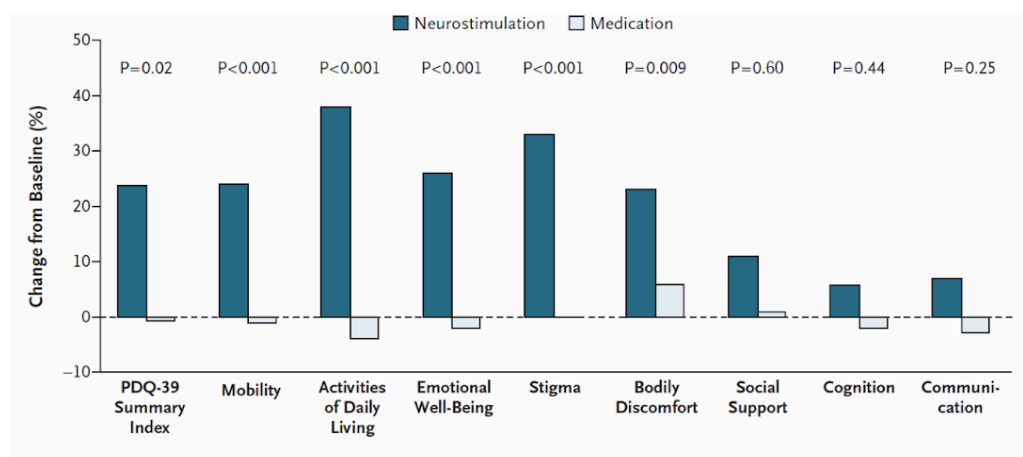 Neurostimulation Medication
50
P=0.02 P<0.001 P<0.001 P<0.001 P<0.001 P=0.009 P=0.60 P=0.44 P=0.25
40
30
20
10
0
−10
Change from Baseline (%)
PDQ-39
Summary
Index
Mobility
Activities
of Daily
Living
Emotional
Well-Being
Stigma
Bodily
Discomfort
Social
Support
Cognition
Communi-
cation